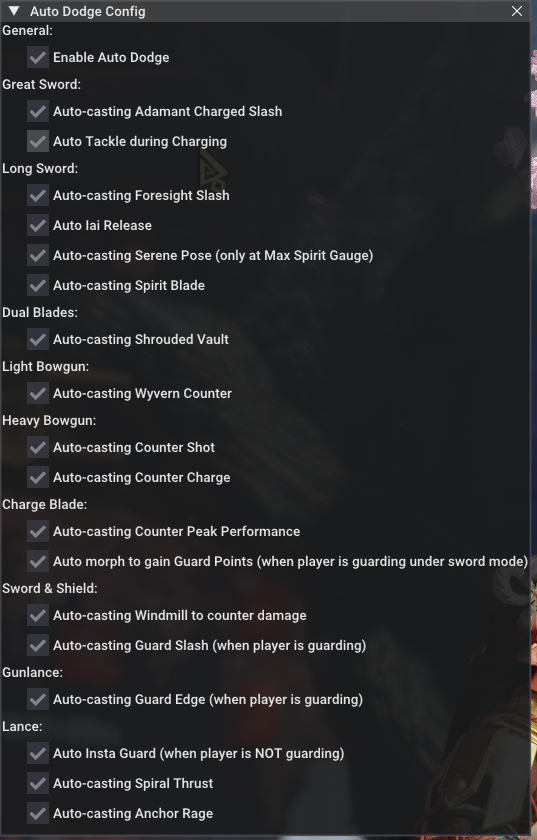 Auto Dodge Config
General:
Enable Auto Dodge
Great Sword:
Auto-casting Adamant Charged Slash
Auto Tackle during Charging
Long Sword:
Auto-casting Foresight Slash
Auto Iai Release
Auto-casting Serene Pose (only at Max Spirit Gauge)
Auto-casting Spirit Blade
Dual Blades:
Auto-casting Shrouded Vault
Light Bowgun:
Auto-casting Wyvern Counter
Heavy Bowgun:
Auto-casting Counter Shot
Auto-casting Counter Charge
Charge Blade:
Auto-casting Counter Peak Performance
Auto morph to gain Guard Points (when player is guarding under sword mode)
Sword & Shield:
Auto-casting Windmill to counter damage
Auto-casting Guard Slash (when player is guarding)
Gunlance:
Auto-casting Guard Edge (when player is guarding)
Lance:
Auto Insta Guard (when player is NOT guarding)
Auto-casting Spiral Thrust
Auto-casting Anchor Rage